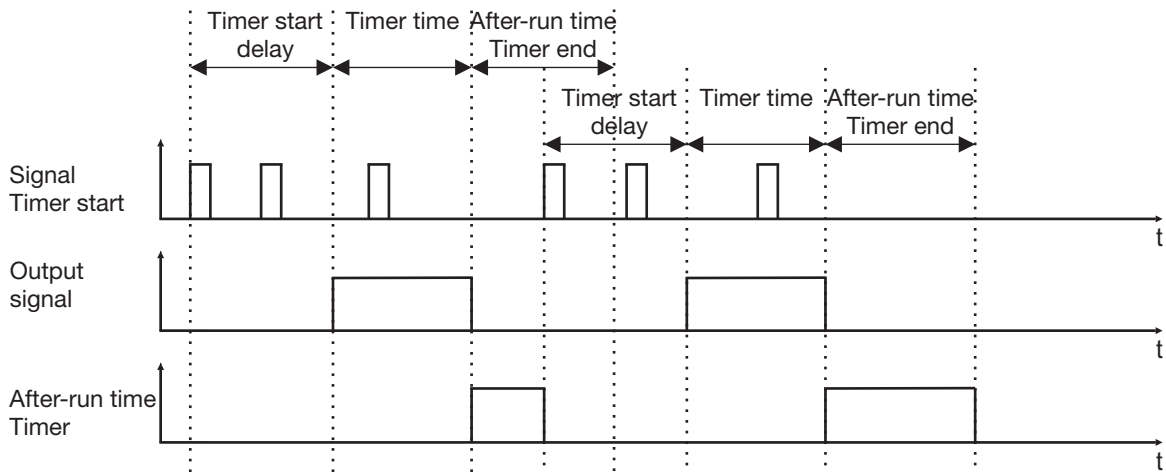 Timer start
delay
Timer time
After-run time
Timer end
Timer start
delay
Timer time
After-run time
Timer end
Signal
Timer start
t
Output
signal
t
After-run time
Timer
t